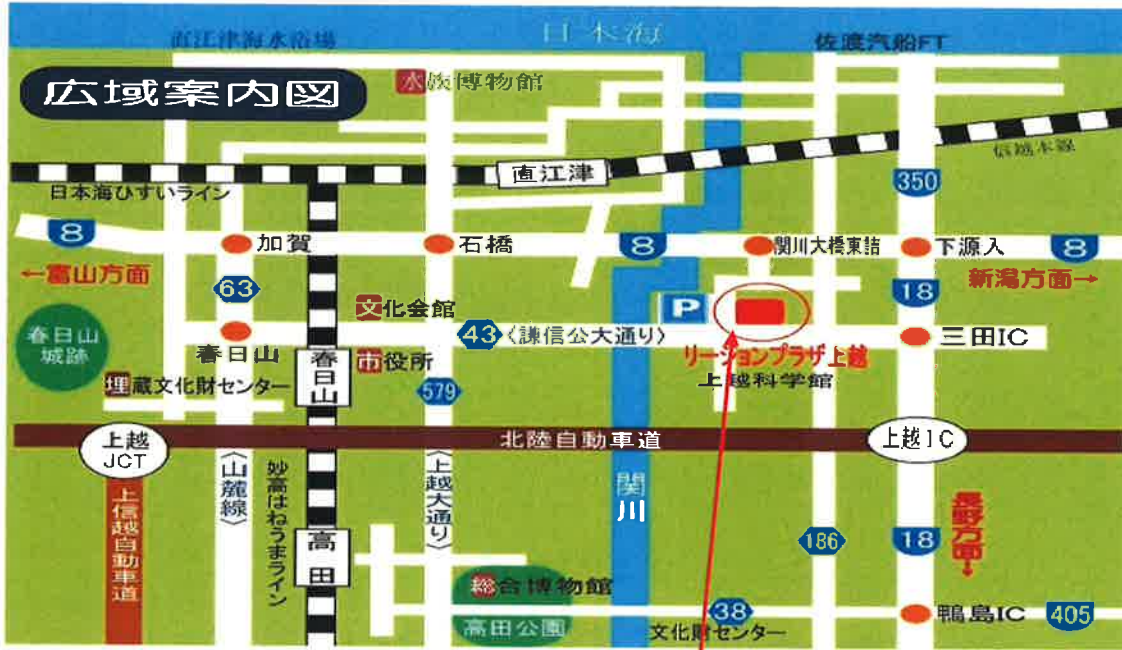 直江津海水浴場
日本海
佐渡汽船FT
広域案内図
水族博物館
直江津
信越本線
日本海ひすいライン
350
8
加賀
石橋
8
関川大橋東詰
下源入
8
←富山方面
新潟方面→
63
18
P
文化会館
春日山
城跡
春日山
43
〈謙信公大通り〉
三田IC
リージョンプラザ上越
上越科学館
市役所
春日山
埋蔵文化財センター
579
上越
JCT
北陸自動車道
上越IC
〈山麓線〉
妙高はねうまライン
〈上越大通り〉
関川
上信越自動車道
高田
186
18
長野方面→
総合博物館
高田公園
38
文化財センター
鴨島IC
405